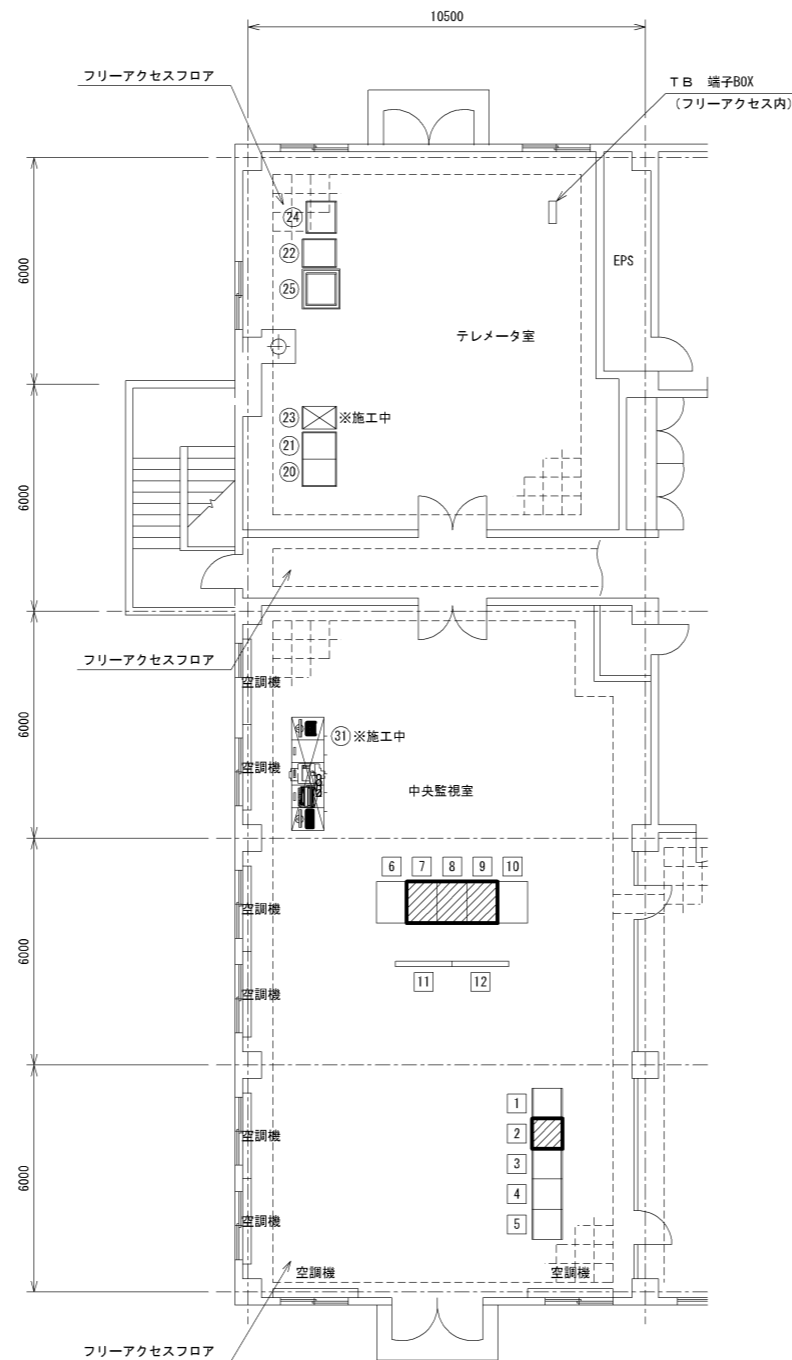 10500
フリーアクセスフロア
TB 端子BOX
(フリーアクセス内)
6000
24
22
25
EPS
テレメータ室
23 ※施工中
21
20
6000
フリーアクセスフロア
空調機
31 ※施工中
空調機
中央監視室
6000
6 7 8 9 10
空調機
11 12
空調機
6000
1
2
空調機
3
4
5
空調機
6000
空調機 空調機
フリーアクセスフロア